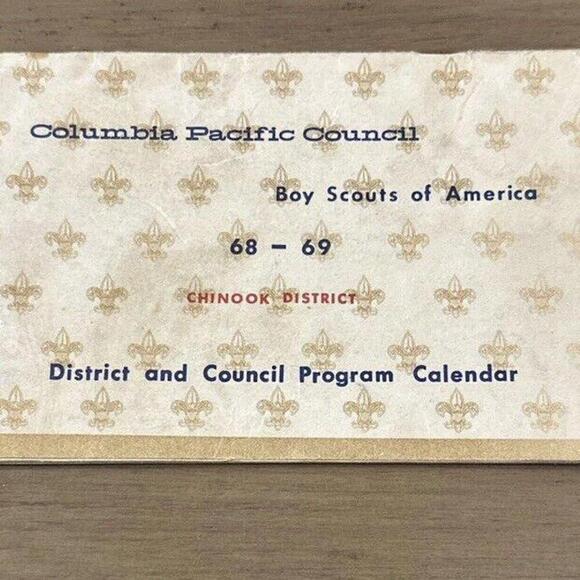 Columbia Pacific Council
Boy Scouts of America
68 - 69
CHINOOK DISTRICT
District and Council Program Calendar